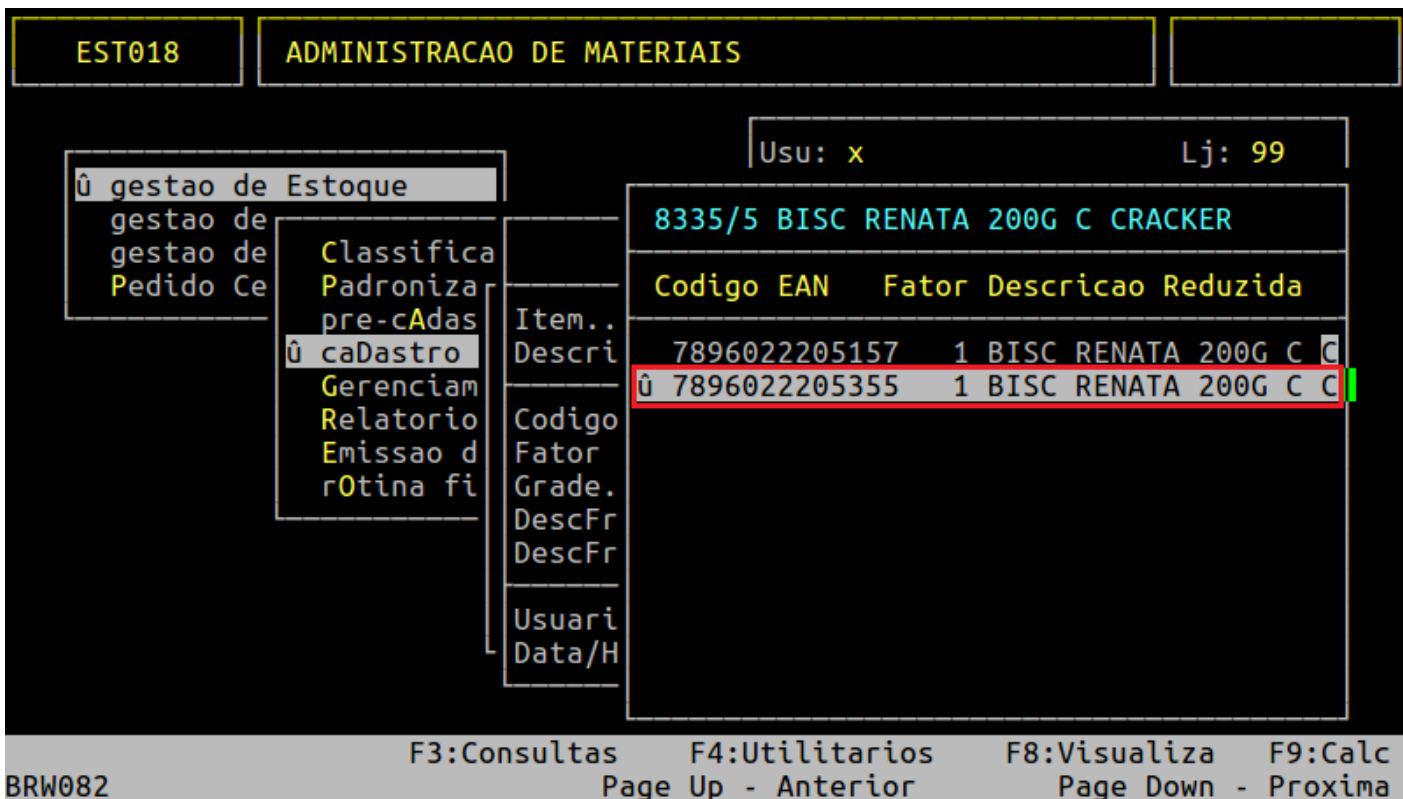 EST018 ADMINISTRACAO DE MATERIAIS
Usu: x Lj: 99
û gestao de Estoque
gestao de
gestao de
Pedido Ce
Classifica
Padroniza
pre-cAdas
û caDastro
Gerenciam
Relatorio
Emissao d
rOtina fi
Item..
Descri
Codigo
Fator
Grade.
DescFr
DescFr
Usuari
Data/H
8335/5 BISC RENATA 200G C CRACKER
Codigo EAN Fator Descricao Reduzida
7896022205157 1 BISC RENATA 200G C C
û 7896022205355 1 BISC RENATA 200G C C
F3:Consultas F4:Utilitarios F8:Visualiza F9:Calc
BRW082 Page Up - Anterior Page Down - Proxima